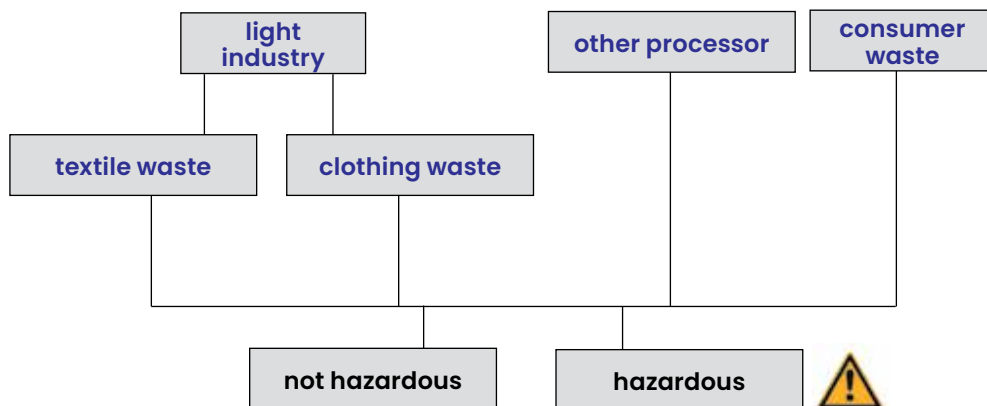 light
industry
other processor
consumer
waste
textile waste
clothing waste
not hazardous
hazardous